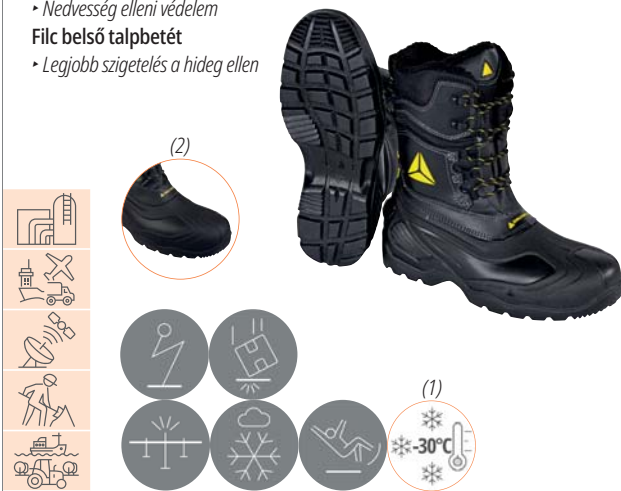 ‣ Nedvesség elleni védelem
Filc belső talpbetét
‣ Legjobb szigetelés a hideg ellen
(2)
(1)
-30°C